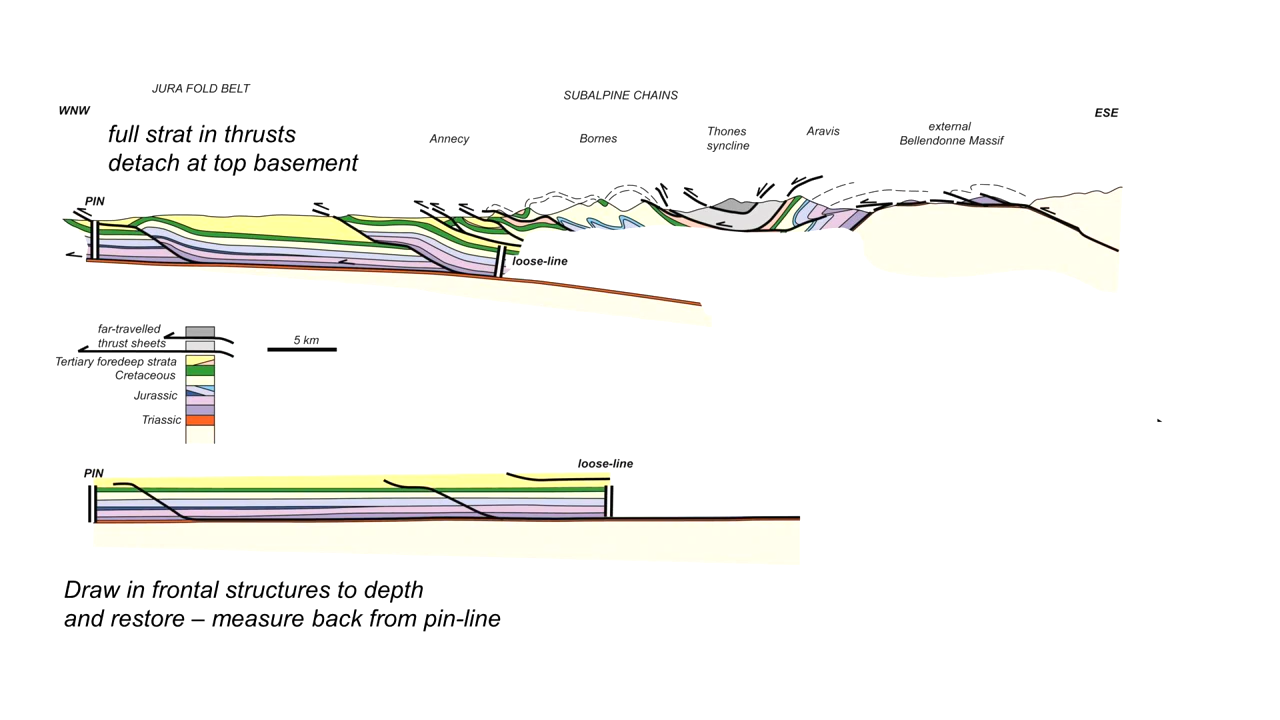 JURA FOLD BELT
SUBALPINE CHAINS
WNW
ESE
full strat in thrusts
detach at top basement
Annecy
Bornes
Thones
syncline
Aravis
external
Bellendonne Massif
PIN
loose-line
far-travelled
thrust sheets
5 km
Tertiary foredeep strata
Cretaceous
Jurassic
Triassic
PIN
loose-line
Draw in frontal structures to depth
and restore – measure back from pin-line